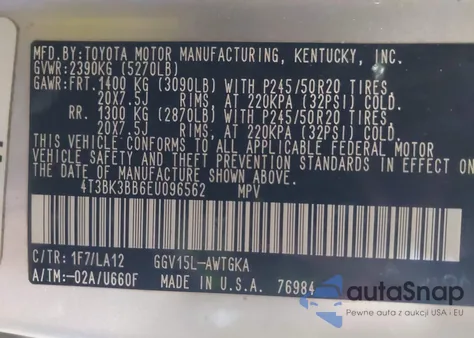 MFD.BY:TOYOTA MOTOR MANUFACTURING, KENTUCKY, INC.
GVWR:2390KG (5270LB)
GAWR:FRT. 1400 KG (3090LB) WITH P245/50R20 TIRES,
20X7.5J RIMS, AT 220KPA (32PSI) COLD.
RR. 1300 KG (2870LB) WITH P245/50R20 TIRES,
20X7.5J RIMS, AT 220KPA (32PSI) COLD.
THIS VEHICLE CONFORMS TO ALL APPLICABLE FEDERAL MOTOR
VEHICLE SAFETY AND THEFT PREVENTION STANDARDS IN EFFECT ON
THE DATE OF MANUFACTURE SHOWN ABOVE.
4T3BK3BB6EU096562 MPV
C/TR:1F7/LA12 GGV15L-AWTGKA
A/TM:-02A/U660F MADE IN U.S.A. 76984
autoSnap
Pewne auta z aukcji USA i EU